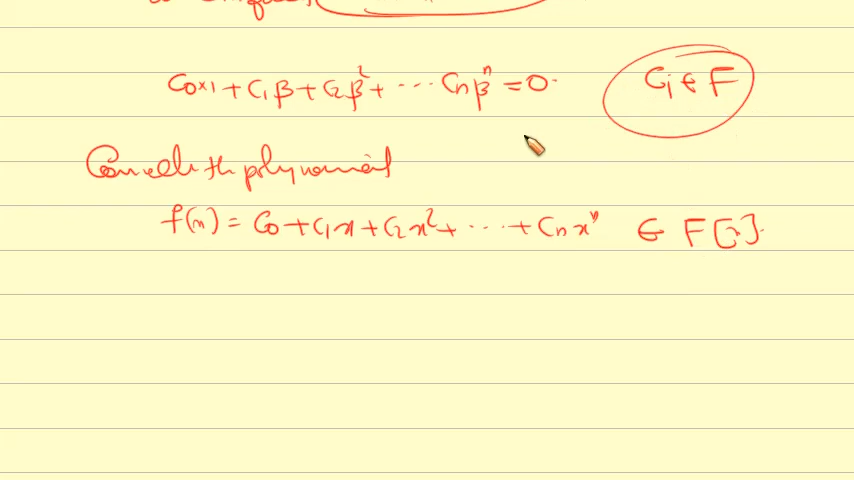 C₀×1 + C₁β + C₂β² + ··· Cₙβⁿ = 0. Cᵢ ∈ F
Consider the polynomial
f(x) = C₀ + C₁x + C₂x² + ··· + Cₙxⁿ ∈ F[x].